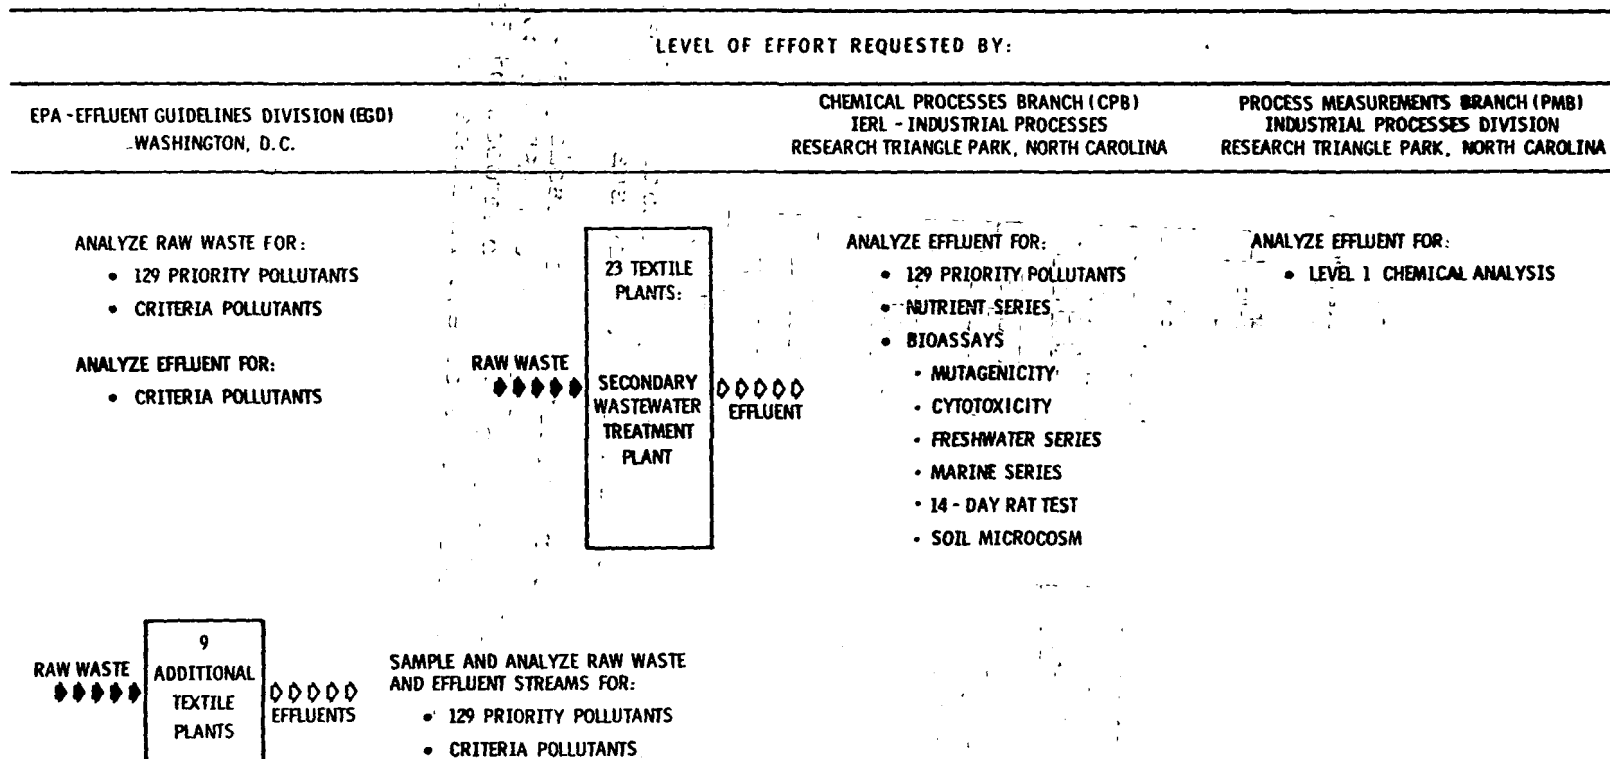 LEVEL OF EFFORT REQUESTED BY:
EPA - EFFLUENT GUIDELINES DIVISION (EGD)
WASHINGTON, D.C.
CHEMICAL PROCESSES BRANCH (CPB)
IERL - INDUSTRIAL PROCESSES
RESEARCH TRIANGLE PARK, NORTH CAROLINA
PROCESS MEASUREMENTS BRANCH (PMB)
INDUSTRIAL PROCESSES DIVISION
RESEARCH TRIANGLE PARK, NORTH CAROLINA
ANALYZE RAW WASTE FOR:
• 129 PRIORITY POLLUTANTS
• CRITERIA POLLUTANTS
ANALYZE EFFLUENT FOR:
• CRITERIA POLLUTANTS
RAW WASTE
23 TEXTILE
PLANTS:
SECONDARY
WASTEWATER
TREATMENT
PLANT
EFFLUENT
ANALYZE EFFLUENT FOR:
• 129 PRIORITY POLLUTANTS
• NUTRIENT SERIES
• BIOASSAYS
• MUTAGENICITY
• CYTOTOXICITY
• FRESHWATER SERIES
• MARINE SERIES
• 14 - DAY RAT TEST
• SOIL MICROCOSM
ANALYZE EFFLUENT FOR:
• LEVEL 1 CHEMICAL ANALYSIS
RAW WASTE
9
ADDITIONAL
TEXTILE
PLANTS
EFFLUENTS
SAMPLE AND ANALYZE RAW WASTE
AND EFFLUENT STREAMS FOR:
• 129 PRIORITY POLLUTANTS
• CRITERIA POLLUTANTS